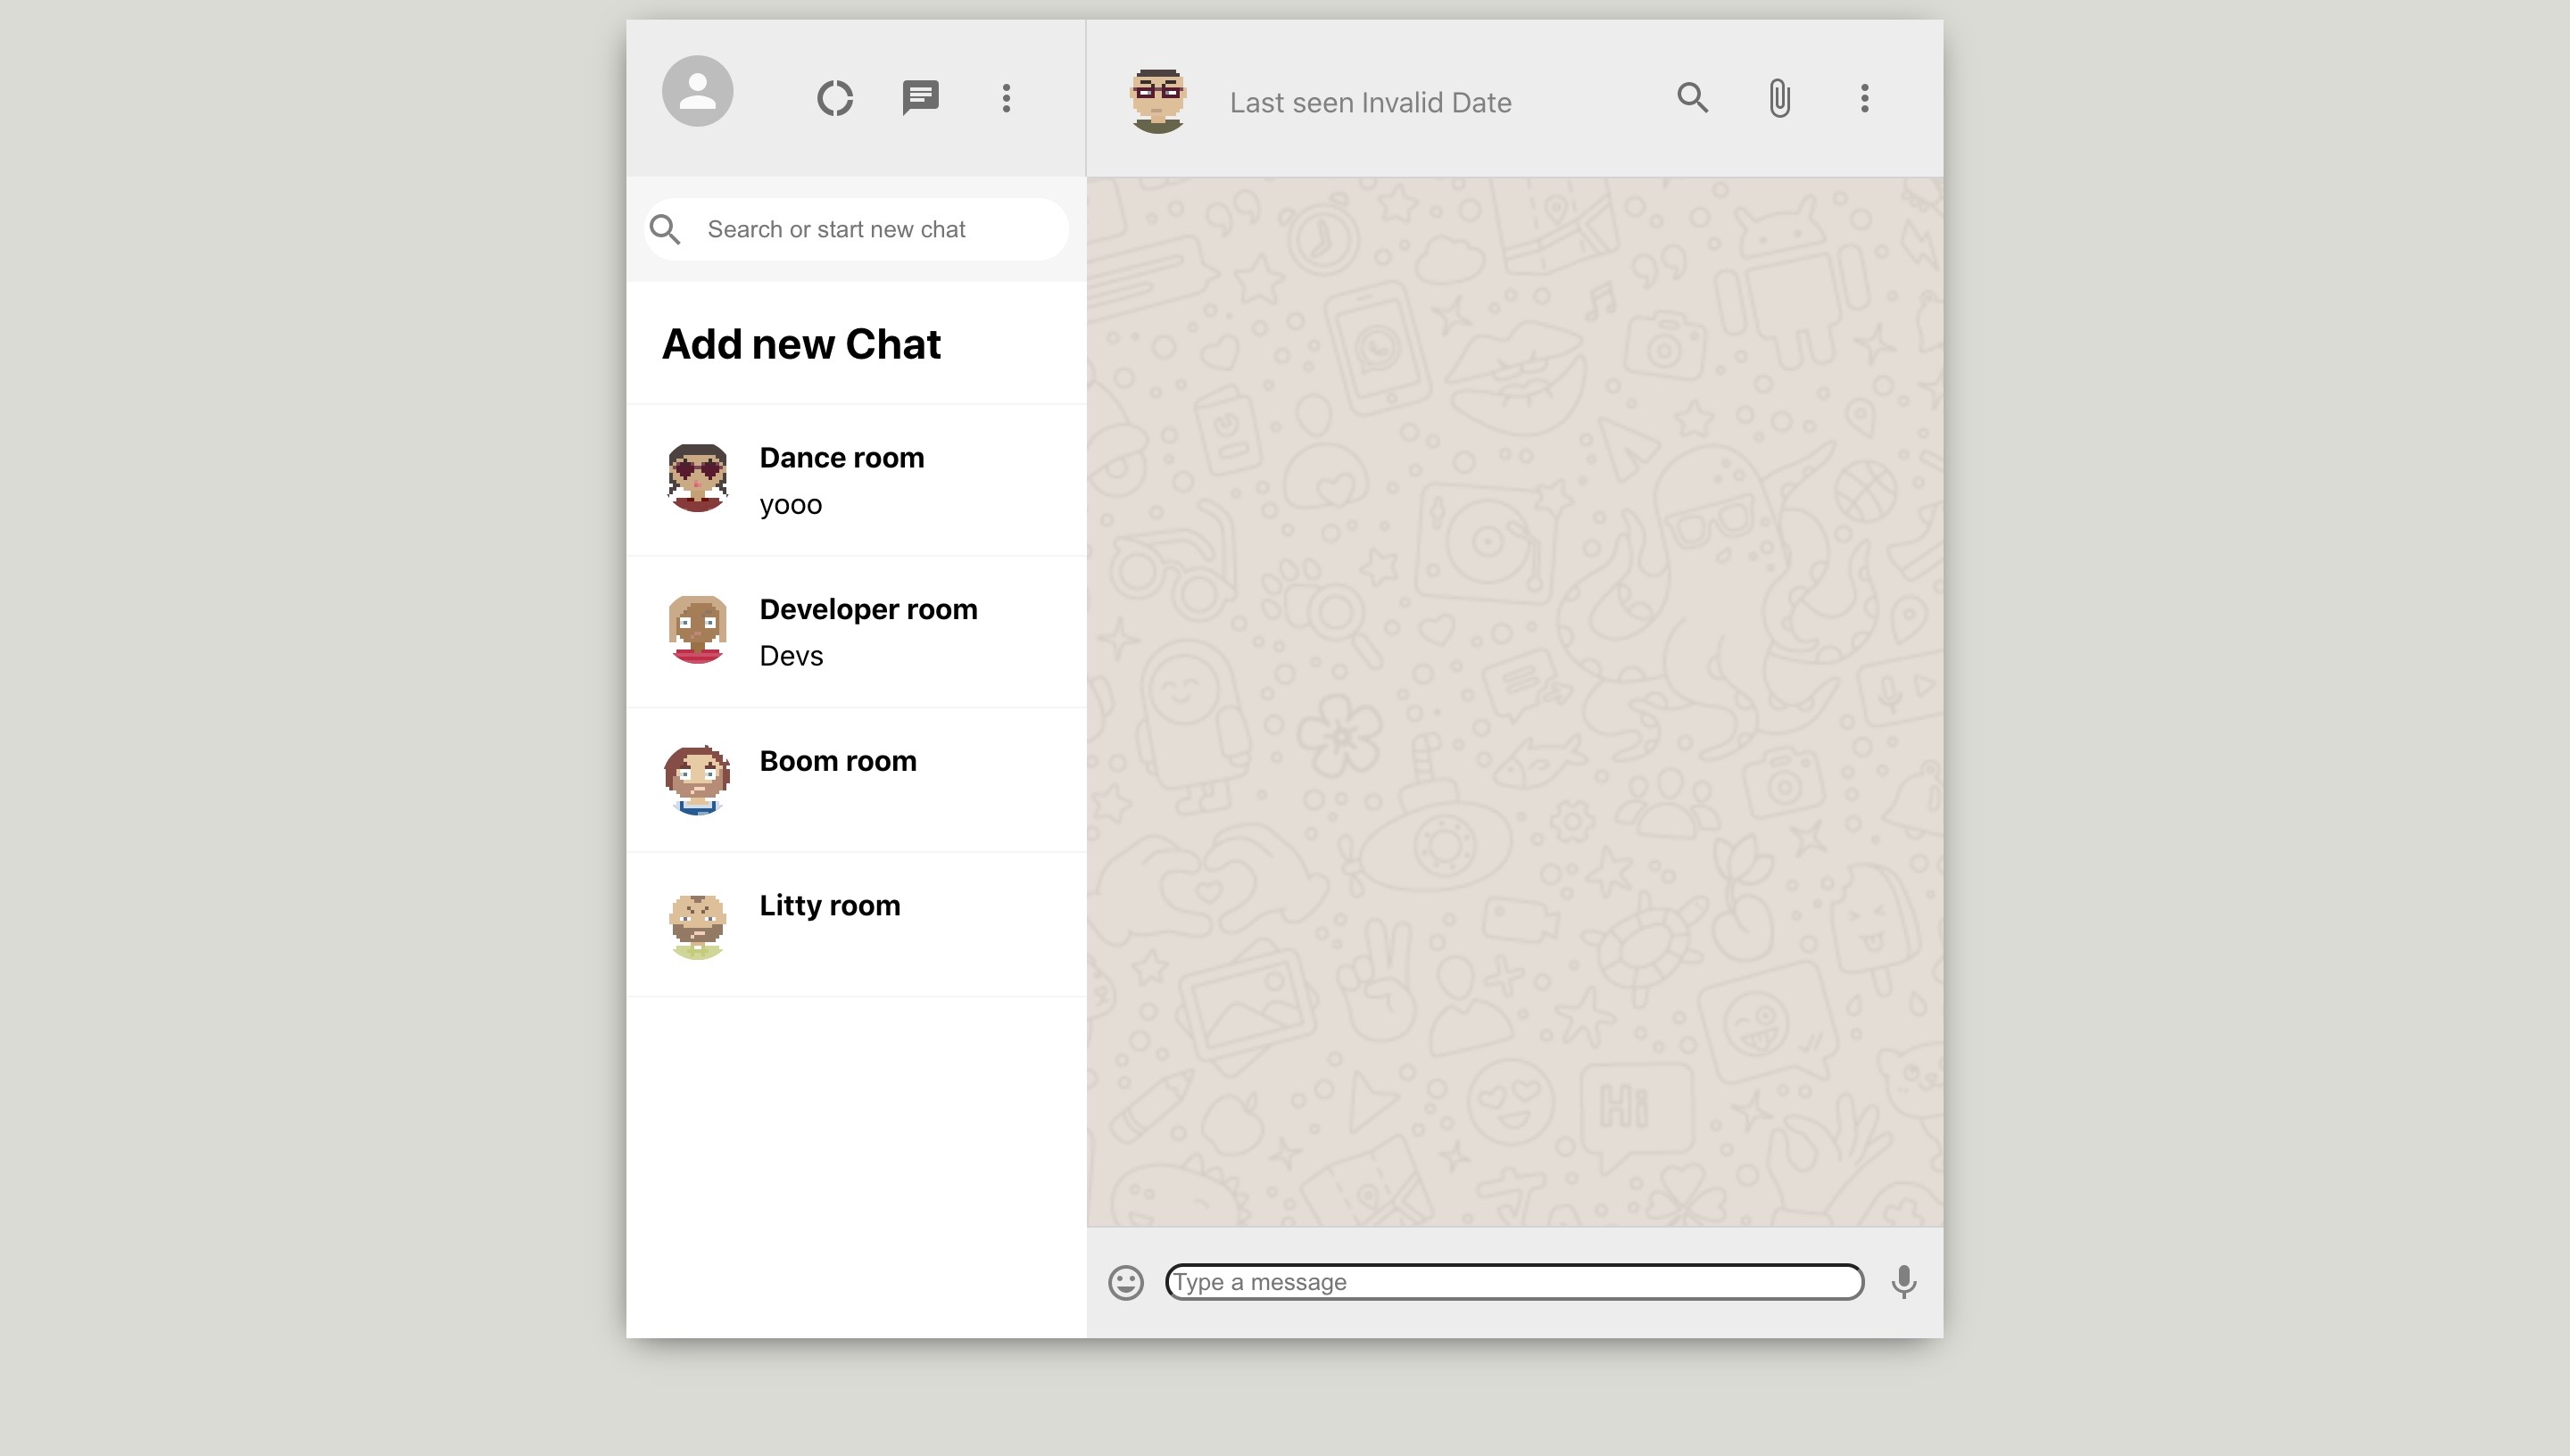 Last seen Invalid Date
Search or start new chat
Add new Chat
Dance room
yooo
Developer room
Devs
Boom room
Litty room
Hi
Type a message